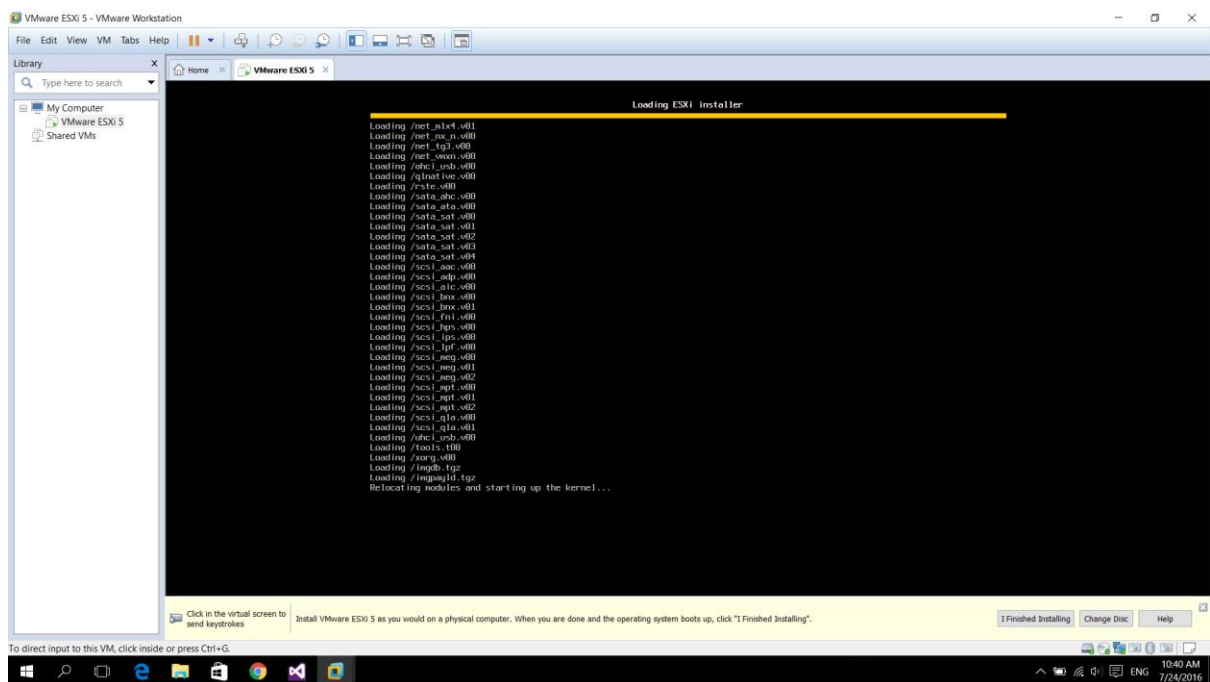 VMware ESXi 5 - VMware Workstation
File Edit View VM Tabs Help
Library X
Type here to search
My Computer
VMware ESXi 5
Shared VMs
Home
VMware ESXi 5
Loading ESXi installer
Loading /net_mlx4.v01
Loading /net_nx_n.v00
Loading /net_tg3.v00
Loading /net_vmxn.v00
Loading /ohci_usb.v00
Loading /qlnative.v00
Loading /rste.v00
Loading /sata_ahc.v00
Loading /sata_ata.v00
Loading /sata_sat.v00
Loading /sata_sat.v01
Loading /sata_sat.v02
Loading /sata_sat.v03
Loading /sata_sat.v04
Loading /scsi_aac.v00
Loading /scsi_adp.v00
Loading /scsi_aic.v00
Loading /scsi_bnx.v00
Loading /scsi_bnx.v01
Loading /scsi_fni.v00
Loading /scsi_hps.v00
Loading /scsi_ips.v00
Loading /scsi_lpf.v00
Loading /scsi_meg.v00
Loading /scsi_meg.v01
Loading /scsi_meg.v02
Loading /scsi_mpt.v00
Loading /scsi_mpt.v01
Loading /scsi_mpt.v02
Loading /scsi_qla.v00
Loading /scsi_qla.v01
Loading /uhci_usb.v00
Loading /tools.t00
Loading /xorg.v00
Loading /imgdb.tgz
Loading /imgpayld.tgz
Relocating modules and starting up the kernel...
Click in the virtual screen to
send keystrokes
Install VMware ESXi 5 as you would on a physical computer. When you are done and the operating system boots up, click "I Finished Installing".
I Finished Installing Change Disc Help
To direct input to this VM, click inside or press Ctrl+G.
ENG
10:40 AM
7/24/2016